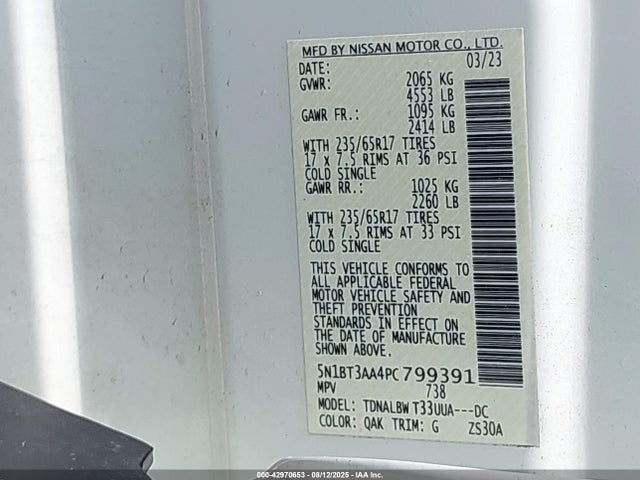 MFD BY NISSAN MOTOR CO., LTD.
DATE: 03/23
GVWR: 2065 KG
4553 LB
GAWR FR.: 1095 KG
2414 LB
WITH 235/65R17 TIRES
17 x 7.5 RIMS AT 36 PSI
COLD SINGLE
GAWR RR.: 1025 KG
2260 LB
WITH 235/65R17 TIRES
17 x 7.5 RIMS AT 33 PSI
COLD SINGLE
THIS VEHICLE CONFORMS TO
ALL APPLICABLE FEDERAL
MOTOR VEHICLE SAFETY AND
THEFT PREVENTION
STANDARDS IN EFFECT ON
THE DATE OF MANUFACTURE
SHOWN ABOVE.
5N1BT3AA4PC799391
MPV 738
MODEL: TDNALBW T33UUA---DC
COLOR: QAK TRIM: G ZS30A
000-42970653 - 08/12/2025 - IAA Inc.